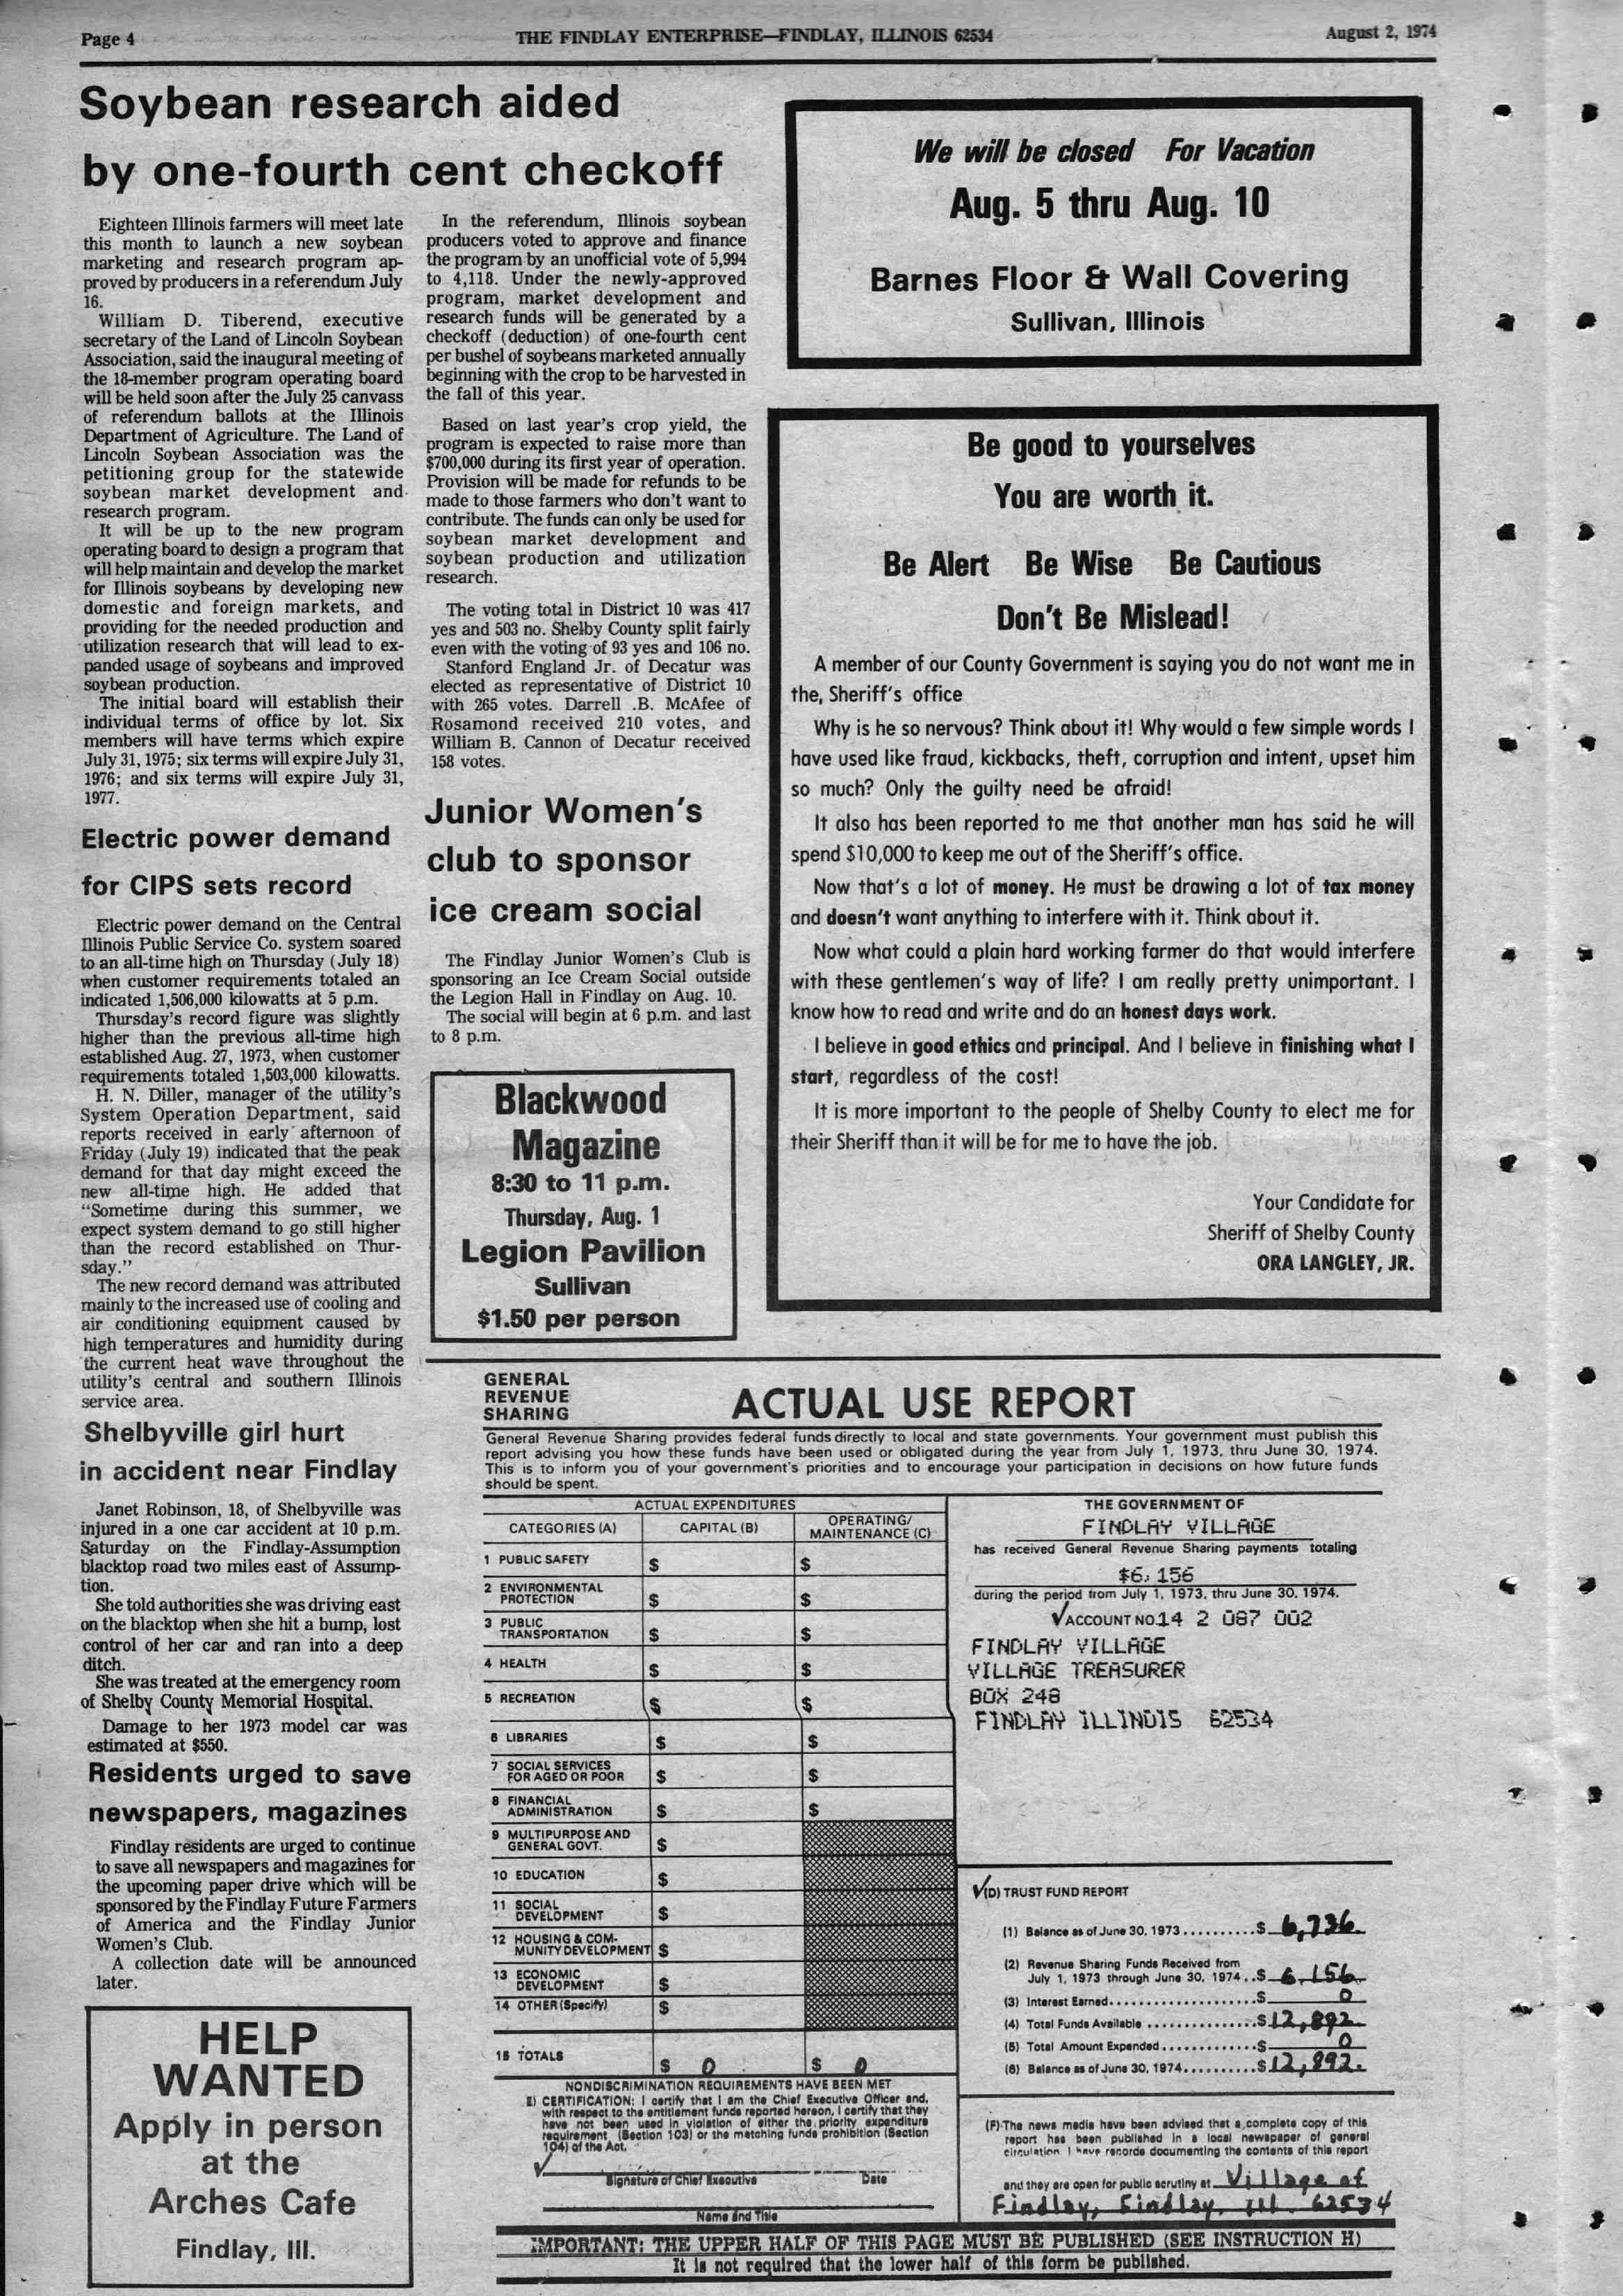 Page 4
THE FINDLAY ENTERPRISE—FINDLAY, ILLINOIS 62534
August 2, 1974
Soybean research aided
by one-fourth cent checkoff
Eighteen Illinois farmers will meet late
this month to launch a new soybean
marketing and research program ap-
proved by producers in a referendum July
16.
William D. Tiberend, executive
secretary of the Land of Lincoln Soybean
Association, said the inaugural meeting of
the 18-member program operating board
will be held soon after the July 25 canvass
of referendum ballots at the Illinois
Department of Agriculture. The Land of
Lincoln Soybean Association was the
petitioning group for the statewide
soybean market development and
research program.
It will be up to the new program
operating board to design a program that
will help maintain and develop the market
for Illinois soybeans by developing new
domestic and foreign markets, and
providing for the needed production and
utilization research that will lead to ex-
panded usage of soybeans and improved
soybean production.
The initial board will establish their
individual terms of office by lot. Six
members will have terms which expire
July 31, 1975; six terms will expire July 31,
1976; and six terms will expire July 31,
1977.
In the referendum, Illinois soybean
producers voted to approve and finance
the program by an unofficial vote of 5,994
to 4,118. Under the newly-approved
program, market development and
research funds will be generated by a
checkoff (deduction) of one-fourth cent
per bushel of soybeans marketed annually
beginning with the crop to be harvested in
the fall of this year.
Based on last year's crop yield, the
program is expected to raise more than
$700,000 during its first year of operation.
Provision will be made for refunds to be
made to those farmers who don't want to
contribute. The funds can only be used for
soybean market development and
soybean production and utilization
research.
The voting total in District 10 was 417
yes and 503 no. Shelby County split fairly
even with the voting of 93 yes and 106 no.
Stanford England Jr. of Decatur was
elected as representative of District 10
with 265 votes. Darrell .B. McAfee of
Rosamond received 210 votes, and
William B. Cannon of Decatur received
158 votes.
Electric power demand
for CIPS sets record
Electric power demand on the Central
Illinois Public Service Co. system soared
to an all-time high on Thursday (July 18)
when customer requirements totaled an
indicated 1,506,000 kilowatts at 5 p.m.
Thursday's record figure was slightly
higher than the previous all-time high
established Aug. 27, 1973, when customer
requirements totaled 1,503,000 kilowatts.
H. N. Diller, manager of the utility's
System Operation Department, said
reports received in early afternoon of
Friday (July 19) indicated that the peak
demand for that day might exceed the
new all-time high. He added that
"Sometime during this summer, we
expect system demand to go still higher
than the record established on Thur-
sday."
The new record demand was attributed
mainly to the increased use of cooling and
air conditioning equipment caused by
high temperatures and humidity during
the current heat wave throughout the
utility's central and southern Illinois
service area.
Shelbyville girl hurt
in accident near Findlay
Janet Robinson, 18, of Shelbyville was
injured in a one car accident at 10 p.m.
Saturday on the Findlay-Assumption
blacktop road two miles east of Assump-
tion.
She told authorities she was driving east
on the blacktop when she hit a bump, lost
control of her car and ran into a deep
ditch.
She was treated at the emergency room
of Shelby County Memorial Hospital.
Damage to her 1973 model car was
estimated at $550.
Residents urged to save
newspapers, magazines
Findlay residents are urged to continue
to save all newspapers and magazines for
the upcoming paper drive which will be
sponsored by the Findlay Future Farmers
of America and the Findlay Junior
Women's Club.
A collection date will be announced
later.
HELP
WANTED
Apply in person
at the
Arches Cafe
Findlay, Ill.
Junior Women's
club to sponsor
ice cream social
The Findlay Junior Women's Club is
sponsoring an Ice Cream Social outside
the Legion Hall in Findlay on Aug. 10.
The social will begin at 6 p.m. and last
to 8 p.m.
Blackwood
Magazine
8:30 to 11 p.m.
Thursday, Aug. 1
Legion Pavilion
Sullivan
$1.50 per person
We will be closed For Vacation
Aug. 5 thru Aug. 10
Barnes Floor & Wall Covering
Sullivan, Illinois
Be good to yourselves
You are worth it.
Be Alert Be Wise Be Cautious
Don't Be Mislead!
A member of our County Government is saying you do not want me in
the, Sheriff's office
Why is he so nervous? Think about it! Why would a few simple words I
have used like fraud, kickbacks, theft, corruption and intent, upset him
so much? Only the guilty need be afraid!
It also has been reported to me that another man has said he will
spend $10,000 to keep me out of the Sheriff's office.
Now that's a lot of money. He must be drawing a lot of tax money
and doesn't want anything to interfere with it. Think about it.
Now what could a plain hard working farmer do that would interfere
with these gentlemen's way of life? I am really pretty unimportant. I
know how to read and write and do an honest days work.
I believe in good ethics and principal. And I believe in finishing what I
start, regardless of the cost!
It is more important to the people of Shelby County to elect me for
their Sheriff than it will be for me to have the job.
Your Candidate for
Sheriff of Shelby County
ORA LANGLEY, JR.
GENERAL
REVENUE
SHARING
ACTUAL USE REPORT
General Revenue Sharing provides federal funds directly to local and state governments. Your government must publish this
report advising you how these funds have been used or obligated during the year from July 1, 1973, thru June 30, 1974.
This is to inform you of your government's priorities and to encourage your participation in decisions on how future funds
should be spent.
ACTUAL EXPENDITURES
CATEGORIES (A) CAPITAL (B) OPERATING/
MAINTENANCE (C)
1 PUBLIC SAFETY $ $
2 ENVIRONMENTAL
PROTECTION $ $
3 PUBLIC
TRANSPORTATION $ $
4 HEALTH $ $
5 RECREATION $ $
6 LIBRARIES $ $
7 SOCIAL SERVICES
FOR AGED OR POOR $ $
8 FINANCIAL
ADMINISTRATION $ $
9 MULTIPURPOSE AND
GENERAL GOVT. $
10 EDUCATION $
11 SOCIAL
DEVELOPMENT $
12 HOUSING & COM-
MUNITY DEVELOPMENT $
13 ECONOMIC
DEVELOPMENT $
14 OTHER (Specify) $
15 TOTALS $ 0 $ 0
NONDISCRIMINATION REQUIREMENTS HAVE BEEN MET
E) CERTIFICATION: I certify that I am the Chief Executive Officer and,
with respect to the entitlement funds reported hereon, I certify that they
have not been used in violation of either the priority expenditure
requirement (Section 103) or the matching funds prohibition (Section
104) of the Act.
Signature of Chief Executive Date
Name and Title
THE GOVERNMENT OF
FINDLAY VILLAGE
has received General Revenue Sharing payments totaling
$6,156
during the period from July 1, 1973, thru June 30, 1974.
✓ACCOUNT NO.14 2 087 002
FINDLAY VILLAGE
VILLAGE TREASURER
BOX 248
FINDLAY ILLINOIS 62534
✓(D) TRUST FUND REPORT
(1) Balance as of June 30, 1973..........$ 6,736.
(2) Revenue Sharing Funds Received from
July 1, 1973 through June 30, 1974..$ 6,156
(3) Interest Earned....................$ 0
(4) Total Funds Available...............$12,892.
(5) Total Amount Expended.............$ 0
(6) Balance as of June 30, 1974..........$12,892.
(F) The news media have been advised that a complete copy of this
report has been published in a local newspaper of general
circulation. I have records documenting the contents of this report
and they are open for public scrutiny at Village of
Findlay, Findlay, Ill. 62534
IMPORTANT: THE UPPER HALF OF THIS PAGE MUST BE PUBLISHED (SEE INSTRUCTION H)
It is not required that the lower half of this form be published.